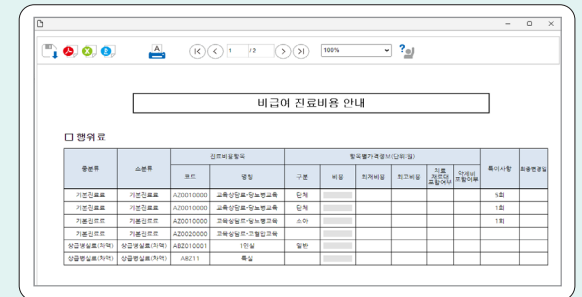 1 /2 100%
비급여 진료비용 안내
□ 행위료
중분류 소분류 진료비용항목 항목별가격정보(단위:원) 특이사항 최종변경일
코드 명칭 구분 비용 최저비용 최고비용 치료재료대 포함여부 약제비 포함여부
기본진료료 기본진료료 AZ0010000 교육상담료-당뇨병교육 단체 5회
기본진료료 기본진료료 AZ0010000 교육상담료-당뇨병교육 단체 1회
기본진료료 기본진료료 AZ0010000 교육상담료-당뇨병교육 소아 1회
기본진료료 기본진료료 AZ0020000 교육상담료-고혈압교육
상급병실료(차액) 상급병실료(차액) ABZ010001 1인실 일반
상급병실료(차액) 상급병실료(차액) ABZ11 특실